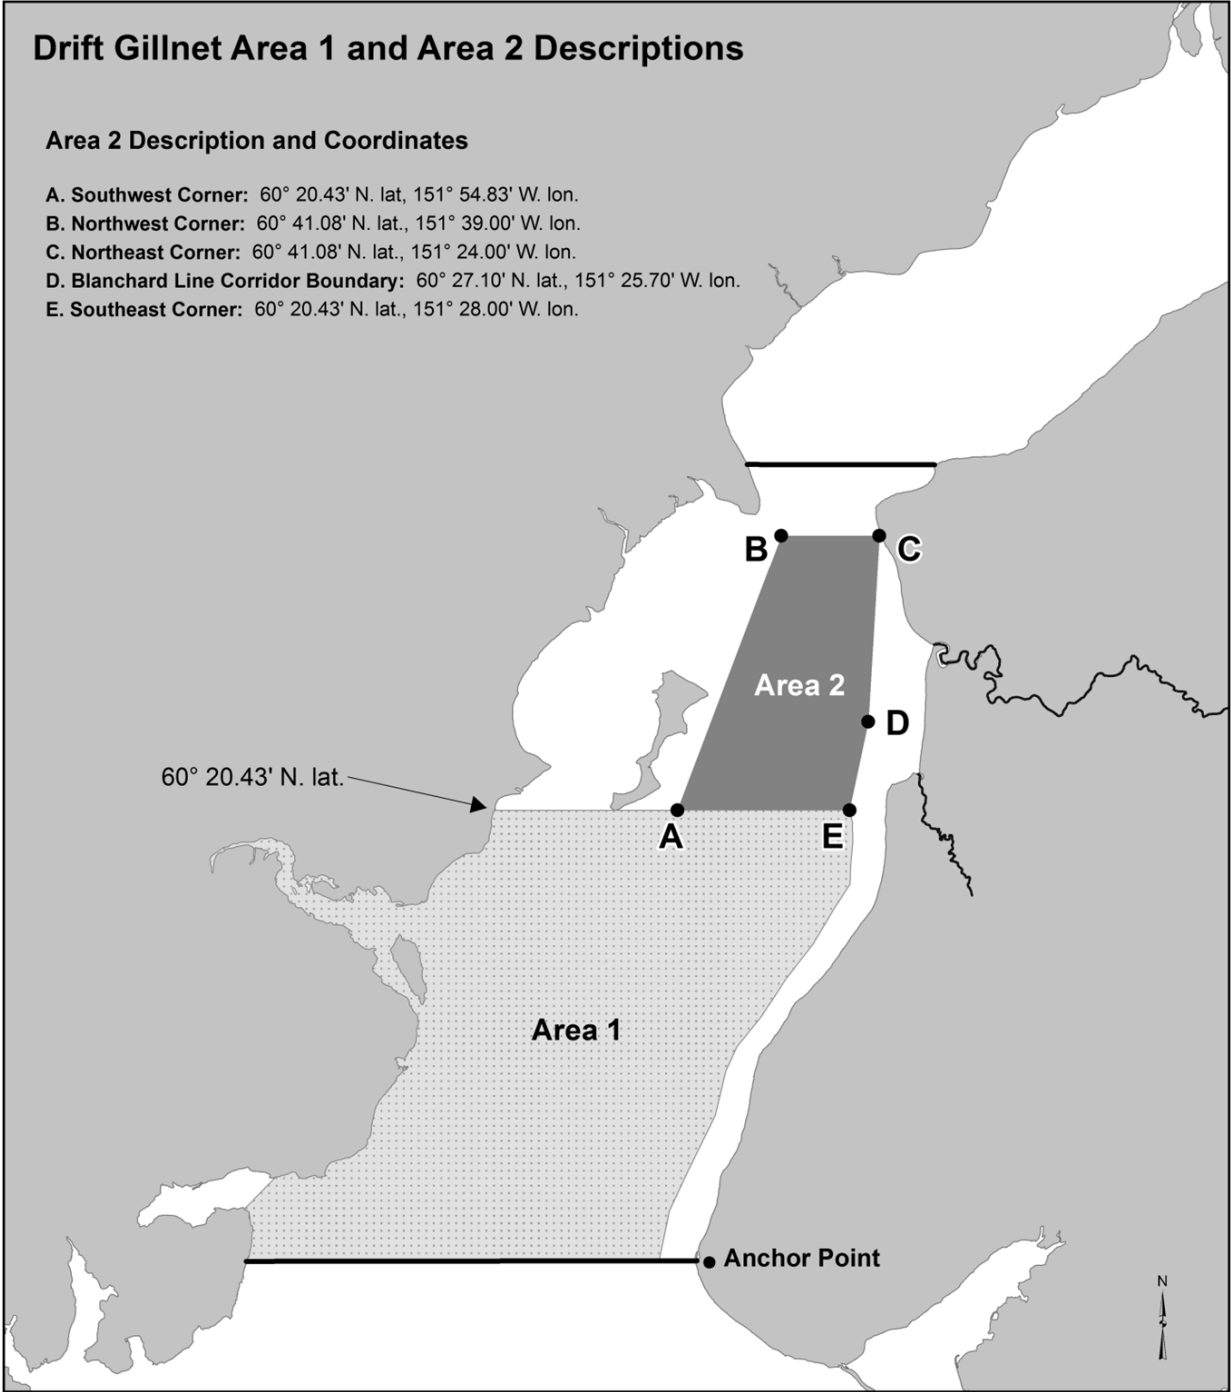 Drift Gillnet Area 1 and Area 2 Descriptions
Area 2 Description and Coordinates
A. Southwest Corner: 60° 20.43' N. lat, 151° 54.83' W. lon.
B. Northwest Corner: 60° 41.08' N. lat., 151° 39.00' W. lon.
C. Northeast Corner: 60° 41.08' N. lat., 151° 24.00' W. lon.
D. Blanchard Line Corridor Boundary: 60° 27.10' N. lat., 151° 25.70' W. lon.
E. Southeast Corner: 60° 20.43' N. lat., 151° 28.00' W. lon.
B
C
Area 2
D
60° 20.43' N. lat.
A
E
Area 1
Anchor Point
N